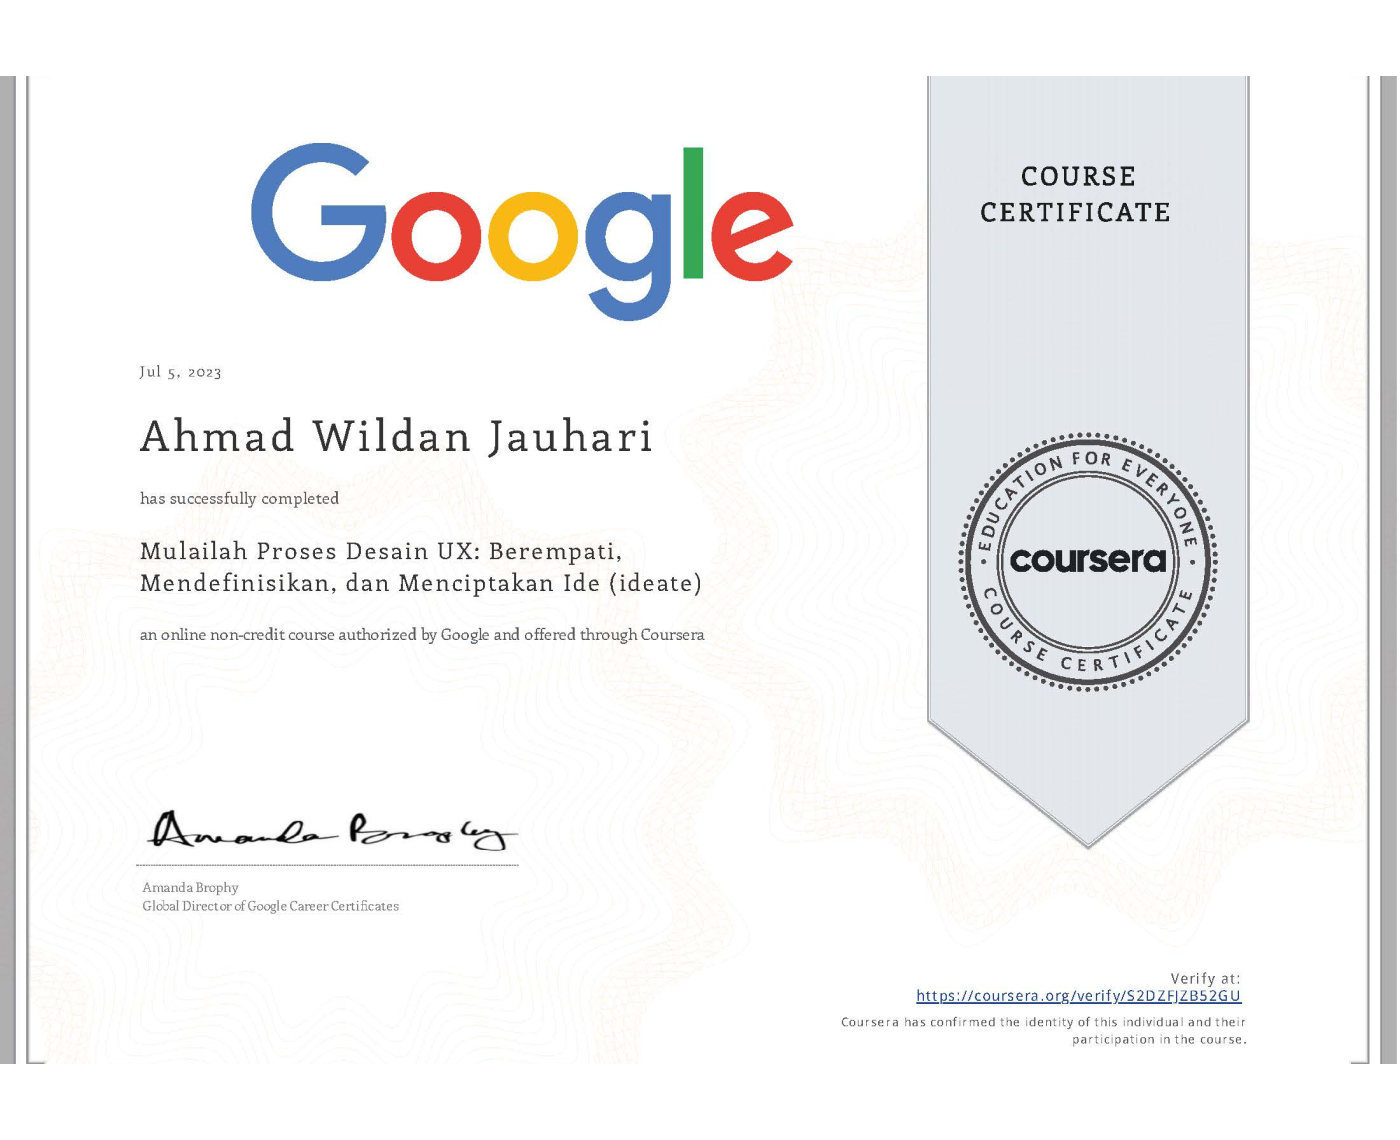 Google
COURSE
CERTIFICATE
Jul 5, 2023
Ahmad Wildan Jauhari
has successfully completed
Mulailah Proses Desain UX: Berempati,
Mendefinisikan, dan Menciptakan Ide (ideate)
an online non-credit course authorized by Google and offered through Coursera
EDUCATION FOR EVERYONE
coursera
COURSE CERTIFICATE
Amanda Brophy
Amanda Brophy
Global Director of Google Career Certificates
Verify at:
https://coursera.org/verify/S2DZFJZB52GU
Coursera has confirmed the identity of this individual and their
participation in the course.